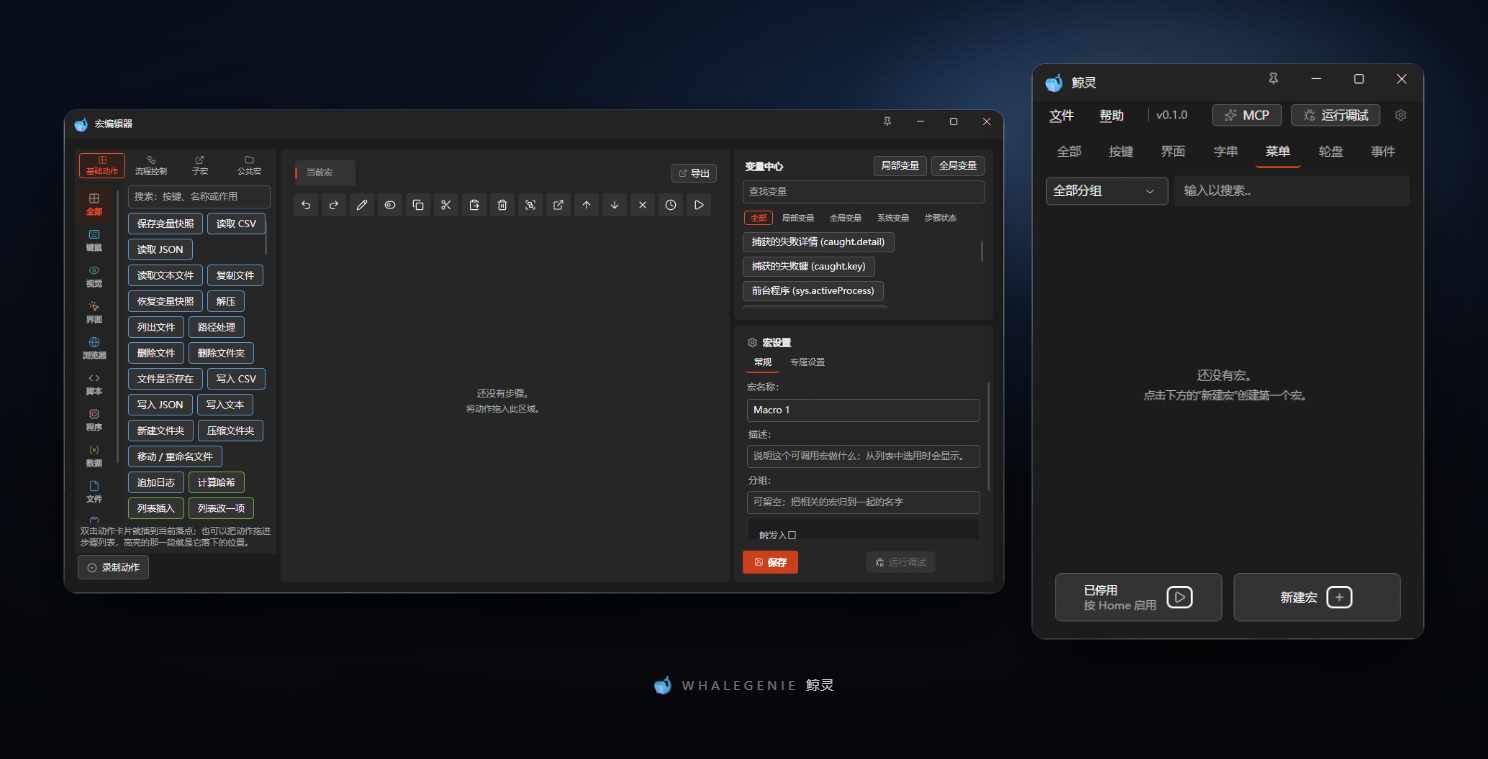 宏编辑器
基础动作
流程控制
子宏
公共宏
全部
键鼠
视觉
界面
浏览器
脚本
程序
数据
文件
搜索：按键、名称或作用
保存变量快照
读取 CSV
读取 JSON
读取文本文件
复制文件
恢复变量快照
解压
列出文件
路径处理
删除文件
删除文件夹
文件是否存在
写入 CSV
写入 JSON
写入文本
新建文件夹
压缩文件夹
移动 / 重命名文件
追加日志
计算哈希
列表插入
列表改一项
双击动作卡片就插到当前落点；也可以把动作拖进
步骤列表，高亮的那一段就是它落下的位置。
录制动作
当前宏
导出
还没有步骤。
将动作拖入此区域。
变量中心
局部变量
全局变量
查找变量
全部
局部变量
全局变量
系统变量
步骤状态
捕获的失败详情 (caught.detail)
捕获的失败键 (caught.key)
前台程序 (sys.activeProcess)
宏设置
常规
专属设置
宏名称：
Macro 1
描述：
说明这个可调用宏做什么；从列表中选用时会显示。
分组：
可留空；把相关的宏归到一起的名字
触发入口
保存
运行调试
鲸灵
文件
帮助
v0.1.0
MCP
运行调试
全部
按键
界面
字串
菜单
轮盘
事件
全部分组
输入以搜索..
还没有宏。
点击下方的“新建宏”创建第一个宏。
已停用
按 Home 启用
新建宏
WHALEGENIE 鲸灵